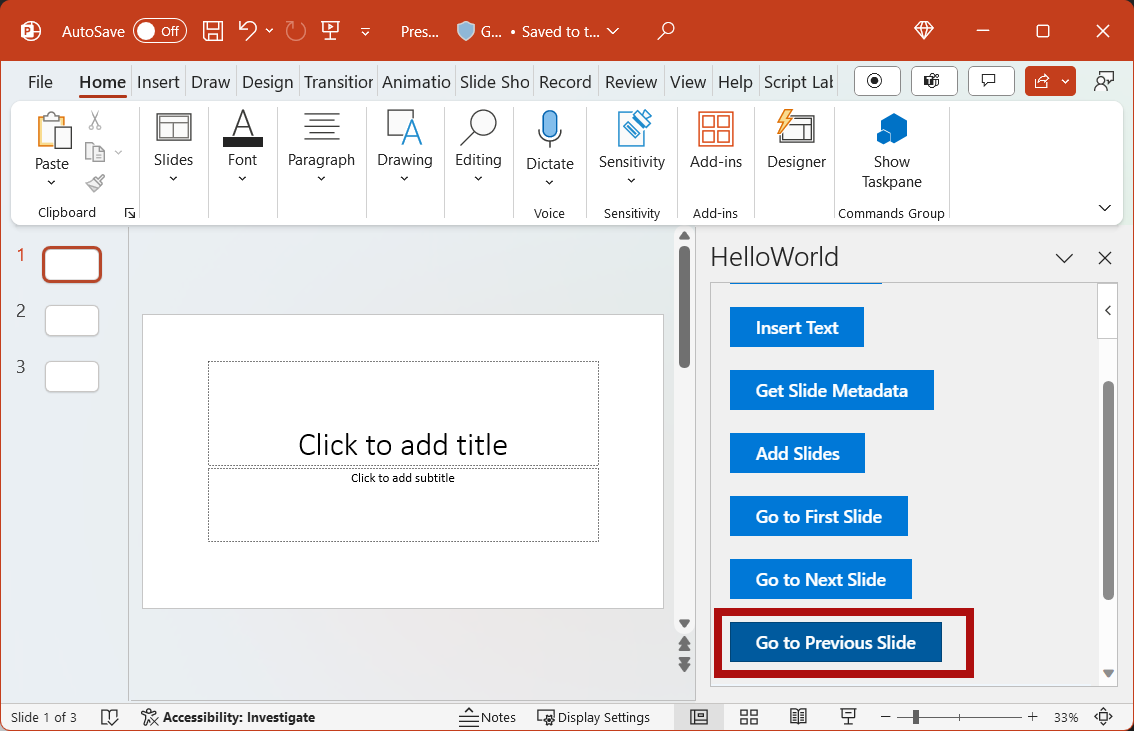 AutoSave Off Pres... G... • Saved to t...
File Home Insert Draw Design Transition Animatio Slide Sho Record Review View Help Script Lab
Paste Slides Font Paragraph Drawing Editing Dictate Sensitivity Add-ins Designer Show
Taskpane
Clipboard Voice Sensitivity Add-ins Commands Group
1
2
3
Click to add title
Click to add subtitle
HelloWorld
Insert Text
Get Slide Metadata
Add Slides
Go to First Slide
Go to Next Slide
Go to Previous Slide
Slide 1 of 3 Accessibility: Investigate Notes Display Settings 33%